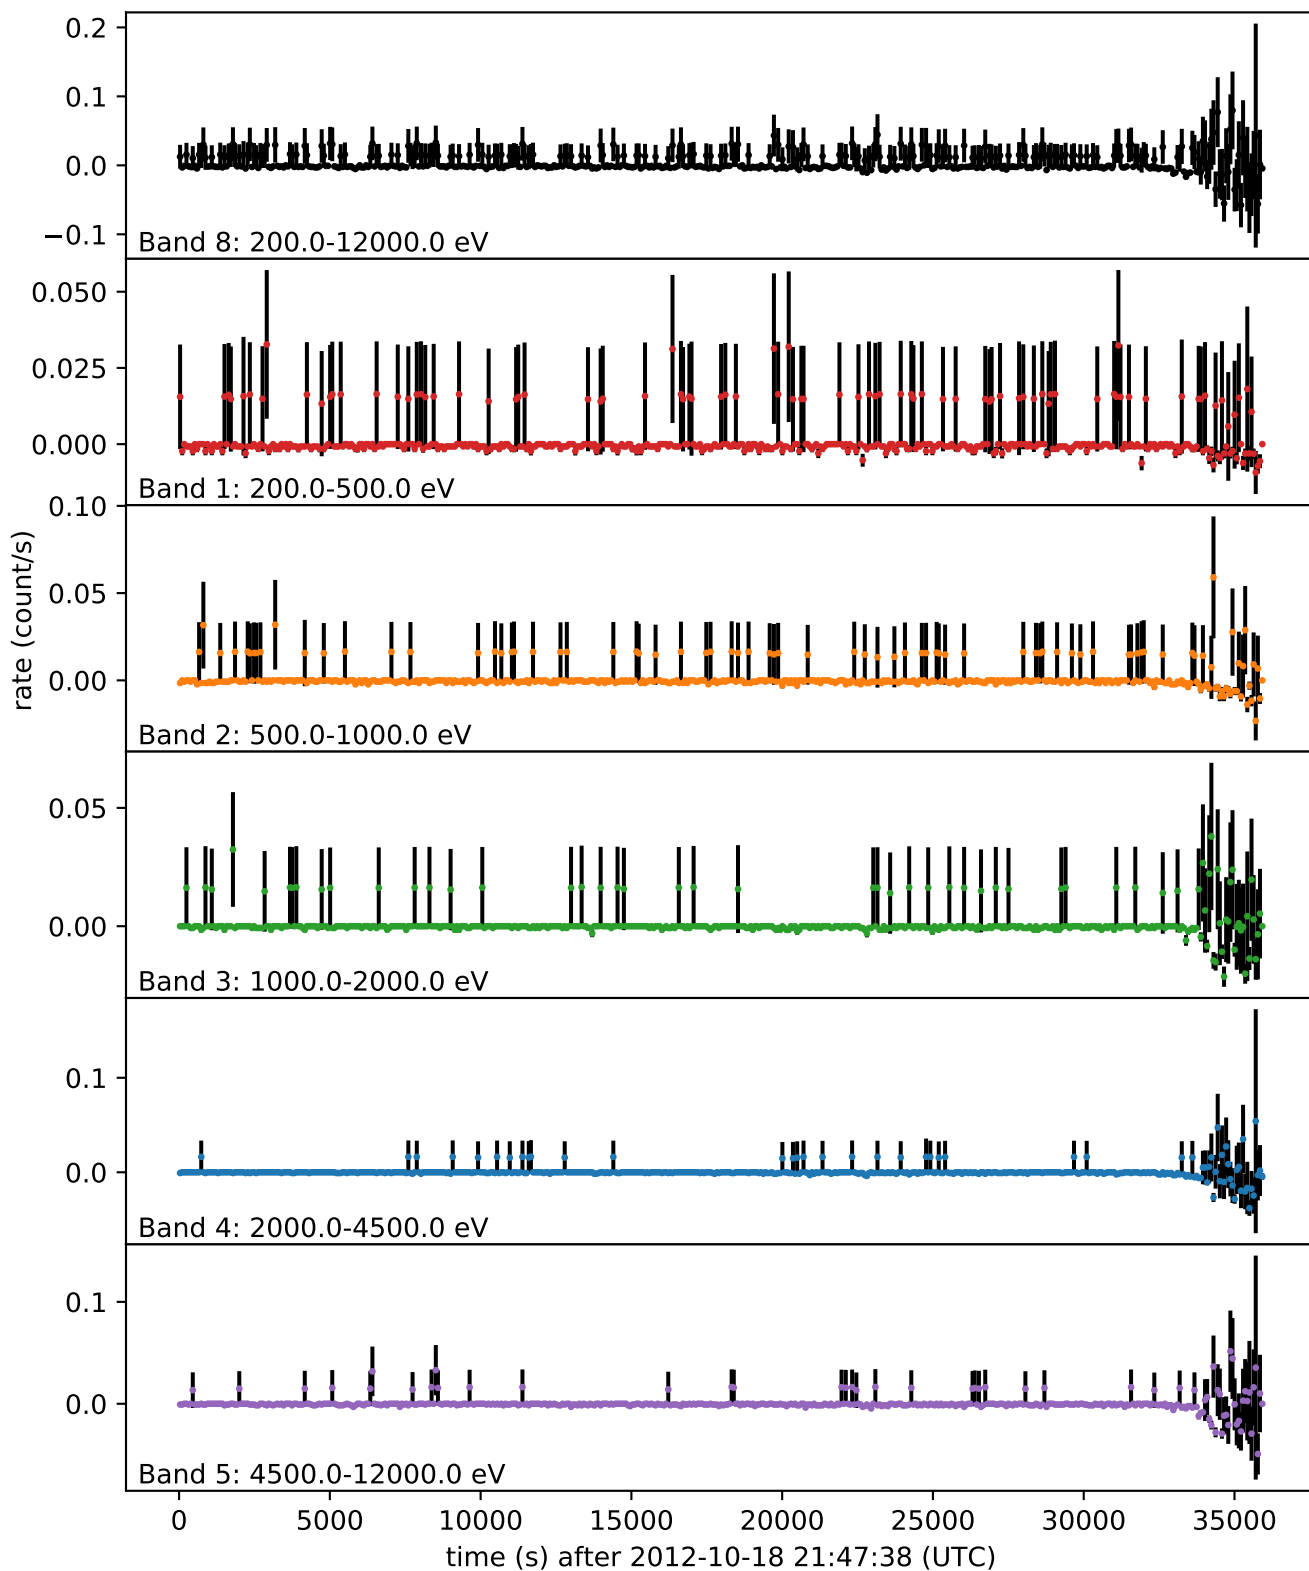 0.2
0.1
0.0
−0.1
Band 8: 200.0-12000.0 eV
0.050
0.025
0.000
Band 1: 200.0-500.0 eV
0.10
0.05
0.00
Band 2: 500.0-1000.0 eV
rate (count/s)
0.05
0.00
Band 3: 1000.0-2000.0 eV
0.1
0.0
Band 4: 2000.0-4500.0 eV
0.1
0.0
Band 5: 4500.0-12000.0 eV
0 5000 10000 15000 20000 25000 30000 35000
time (s) after 2012-10-18 21:47:38 (UTC)